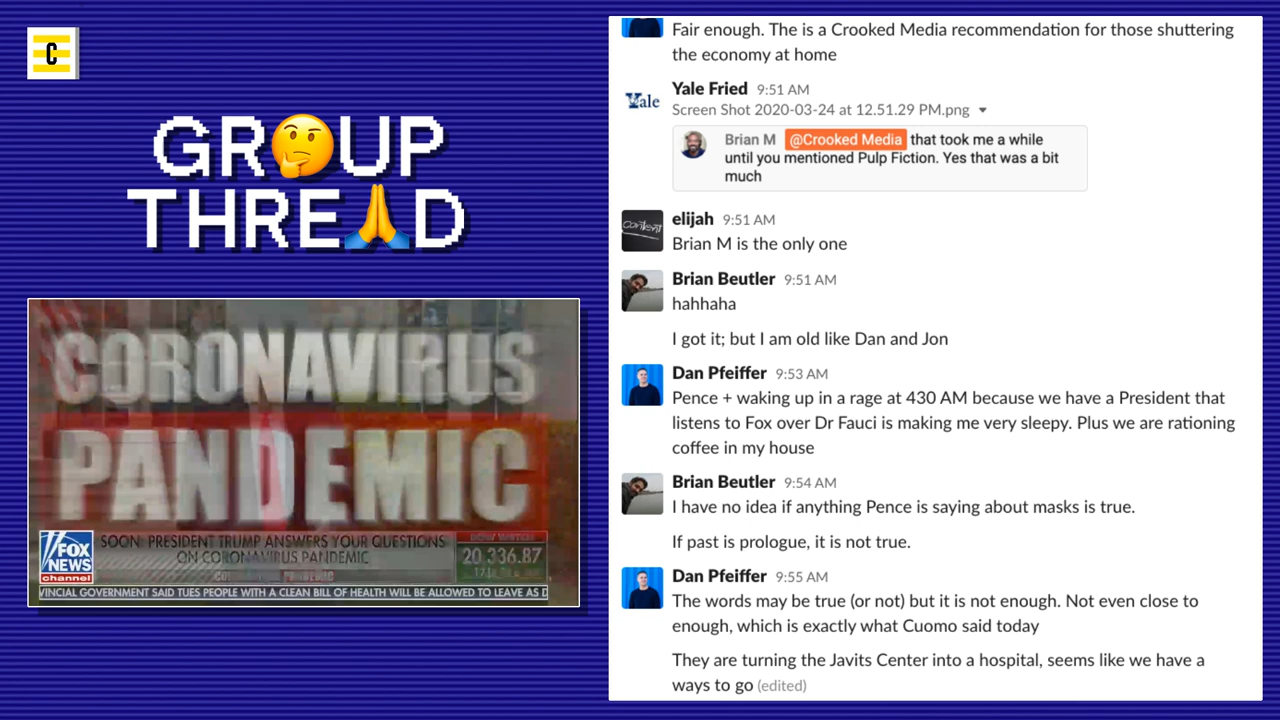 C
GR🤔UP
THRE🙏D
CORONAVIRUS
PANDEMIC
FOX
NEWS
channel
SOON: PRESIDENT TRUMP ANSWERS YOUR QUESTIONS
ON CORONAVIRUS PANDEMIC
DOW
20,336.87
CORONAVIRUS PANDEMIC
VINCIAL GOVERNMENT SAID TUES PEOPLE WITH A CLEAN BILL OF HEALTH WILL BE ALLOWED TO LEAVE AS
Fair enough. The is a Crooked Media recommendation for those shuttering
the economy at home
Yale
Yale Fried 9:51 AM
Screen Shot 2020-03-24 at 12.51.29 PM.png
Brian M @Crooked Media that took me a while
until you mentioned Pulp Fiction. Yes that was a bit
much
content
elijah 9:51 AM
Brian M is the only one
Brian Beutler 9:51 AM
hahhaha
I got it; but I am old like Dan and Jon
Dan Pfeiffer 9:53 AM
Pence + waking up in a rage at 430 AM because we have a President that
listens to Fox over Dr Fauci is making me very sleepy. Plus we are rationing
coffee in my house
Brian Beutler 9:54 AM
I have no idea if anything Pence is saying about masks is true.
If past is prologue, it is not true.
Dan Pfeiffer 9:55 AM
The words may be true (or not) but it is not enough. Not even close to
enough, which is exactly what Cuomo said today
They are turning the Javits Center into a hospital, seems like we have a
ways to go (edited)